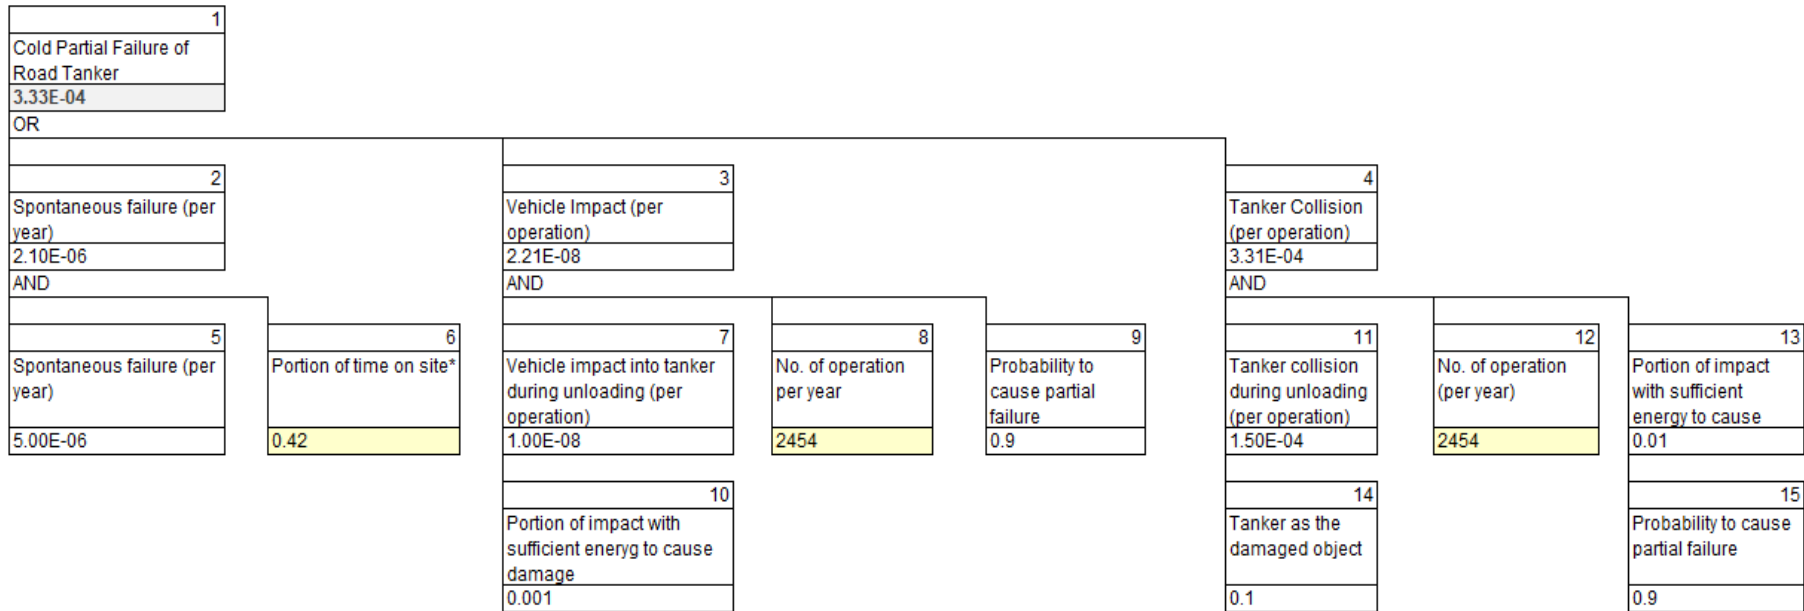 1
Cold Partial Failure of
Road Tanker
3.33E-04
OR
2
Spontaneous failure (per
year)
2.10E-06
AND
3
Vehicle Impact (per
operation)
2.21E-08
AND
4
Tanker Collision
(per operation)
3.31E-04
AND
5
Spontaneous failure (per
year)
5.00E-06
6
Portion of time on site*
0.42
7
Vehicle impact into tanker
during unloading (per
operation)
1.00E-08
8
No. of operation
per year
2454
9
Probability to
cause partial
failure
0.9
11
Tanker collision
during unloading
(per operation)
1.50E-04
12
No. of operation
(per year)
2454
13
Portion of impact
with sufficient
energy to cause
0.01
10
Portion of impact with
sufficient eneryg to cause
damage
0.001
14
Tanker as the
damaged object
0.1
15
Probability to cause
partial failure
0.9